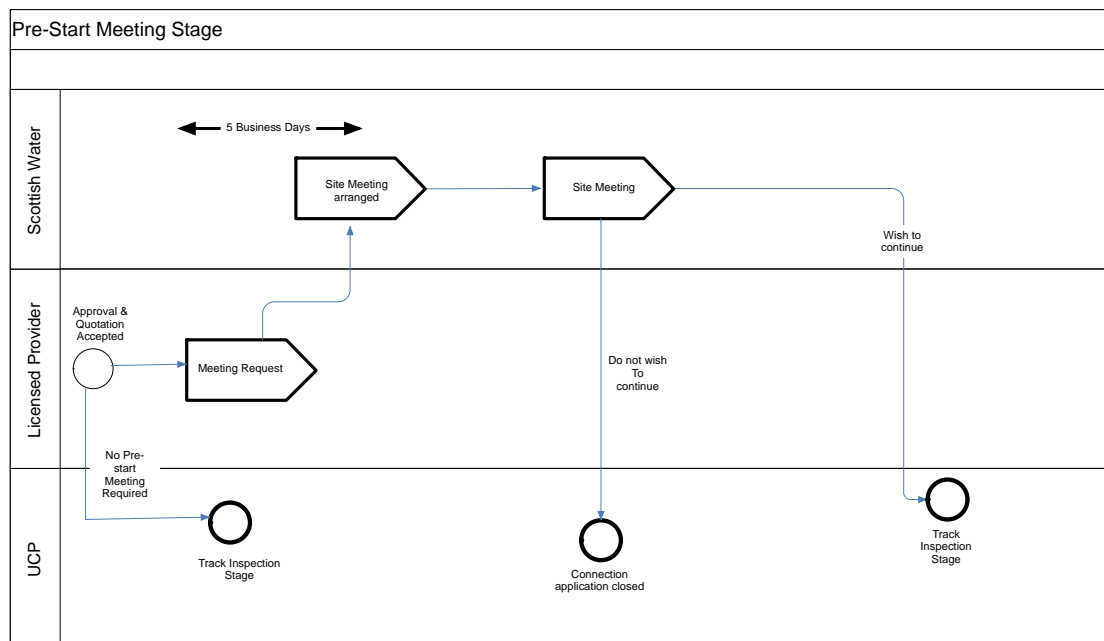 Pre-Start Meeting Stage
Scottish Water
5 Business Days
Site Meeting
arranged
Site Meeting
Wish to
continue
Licensed Provider
Approval &
Quotation
Accepted
Meeting Request
Do not wish
To
continue
No Pre-
start
Meeting
Required
UCP
Track Inspection
Stage
Connection
application closed
Track
Inspection
Stage